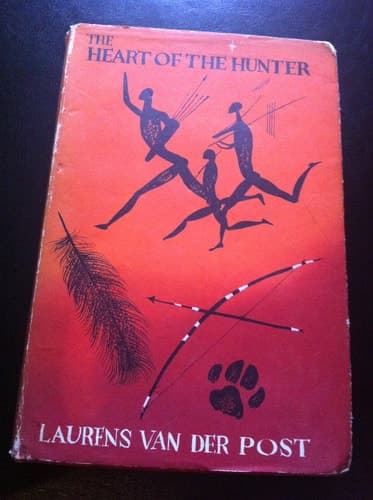 THE
HEART OF THE HUNTER
LAURENS VAN DER POST